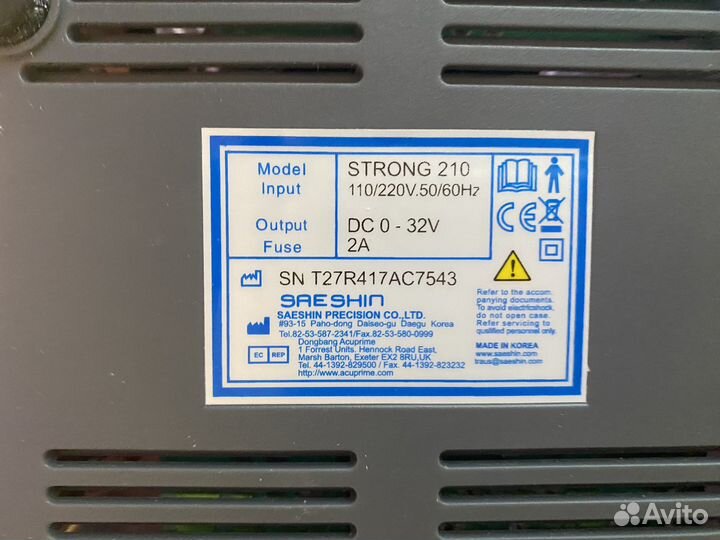 Model STRONG 210
Input 110/220V.50/60Hz
Output DC 0 - 32V
Fuse 2A
SN T27R417AC7543
SAESHIN
SAESHIN PRECISION CO.,LTD.
#93-15 Paho-dong Daiseo-gu Daegu Korea
Tel.82-53-587-2341/Fax.82-53-580-0999
Dongbang Acuprime
1 Forrest Units. Hennock Road East,
Marsh Barton, Exeter EX2 8RU,UK
Tel. 44-1392-829500 / Fax. 44-1392-823232
http://www.acuprime.com
EC REP
CE
Refer to the accom
panying documents.
To avoid electricshock,
do not open case.
Refer servicing to
qualified personnel only.
MADE IN KOREA
www.saeshin.com
traus@saeshin.com
Avito